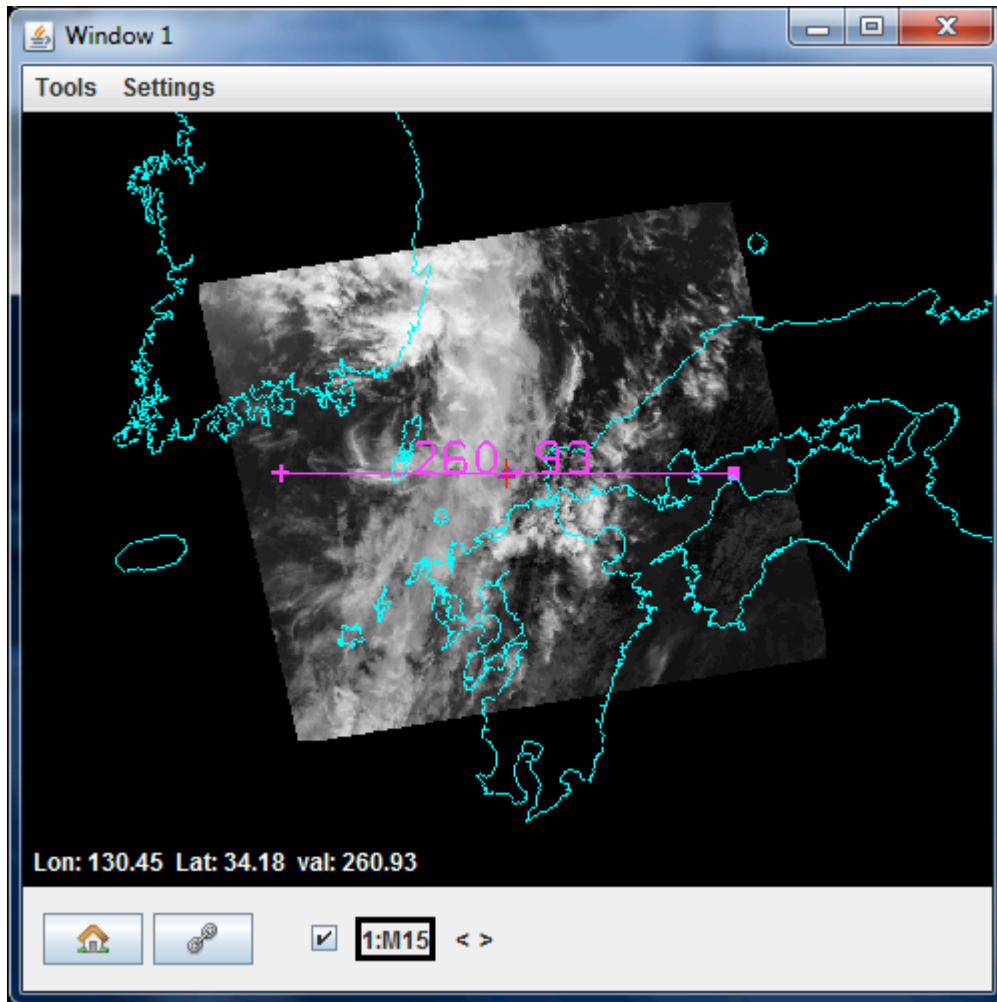 Window 1
Tools Settings
260.93
Lon: 130.45 Lat: 34.18 val: 260.93
1:M15 < >